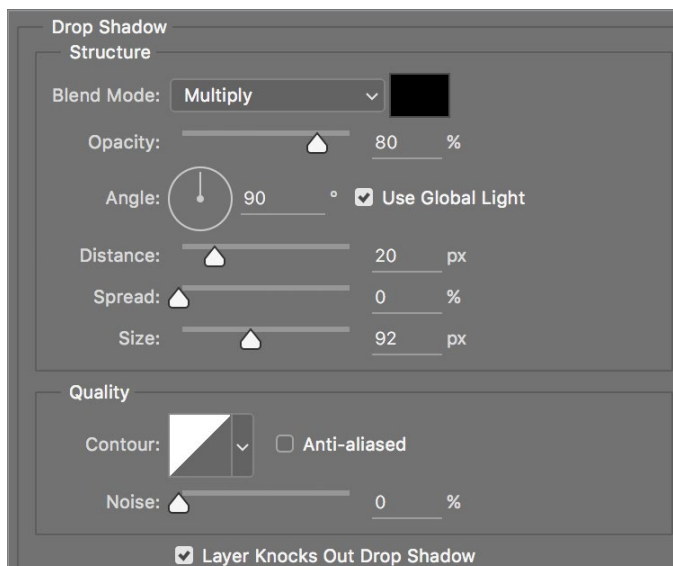 Drop Shadow
Structure
Blend Mode: Multiply
Opacity: 80 %
Angle: 90 ° Use Global Light
Distance: 20 px
Spread: 0 %
Size: 92 px
Quality
Contour: Anti-aliased
Noise: 0 %
Layer Knocks Out Drop Shadow